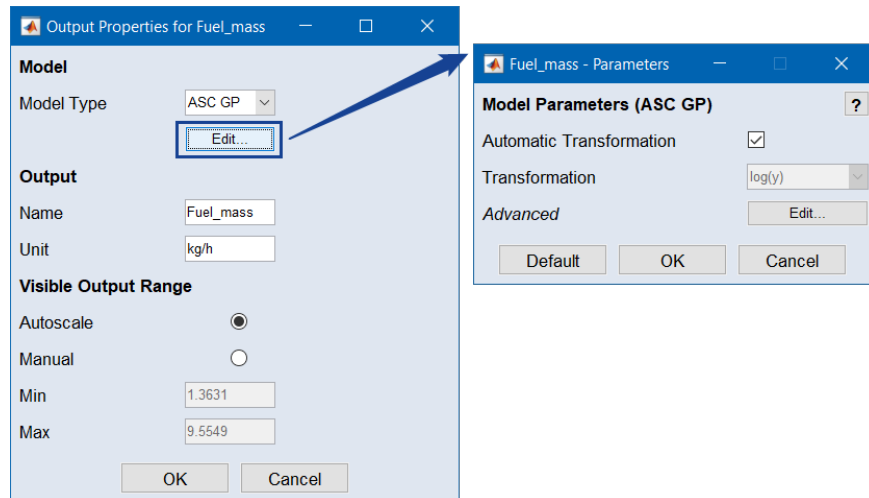 Output Properties for Fuel_mass
Model
Model Type ASC GP
Edit...
Output
Name Fuel_mass
Unit kg/h
Visible Output Range
Autoscale
Manual
Min 1.3631
Max 9.5549
OK Cancel
Fuel_mass - Parameters
Model Parameters (ASC GP) ?
Automatic Transformation
Transformation log(y)
Advanced Edit...
Default OK Cancel